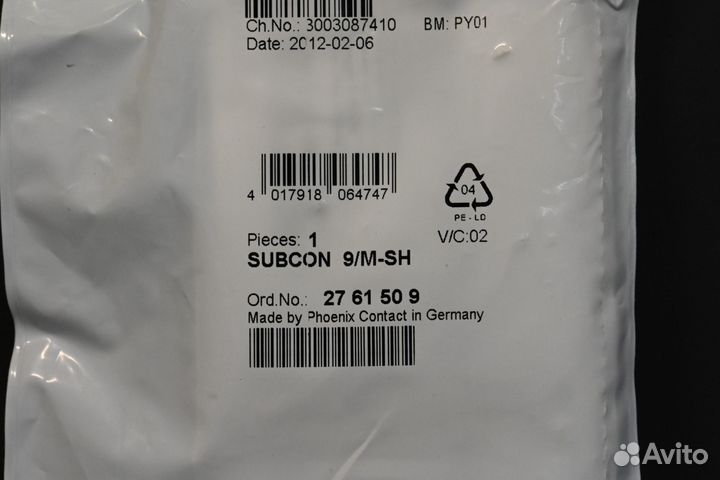 Ch.No.: 3003087410 BM: PY01
Date: 2012-02-06
4 017918 064747
04
PE-LD
Pieces: 1
V/C:02
SUBCON 9/M-SH
Ord.No.: 27 61 50 9
Made by Phoenix Contact in Germany
Avito